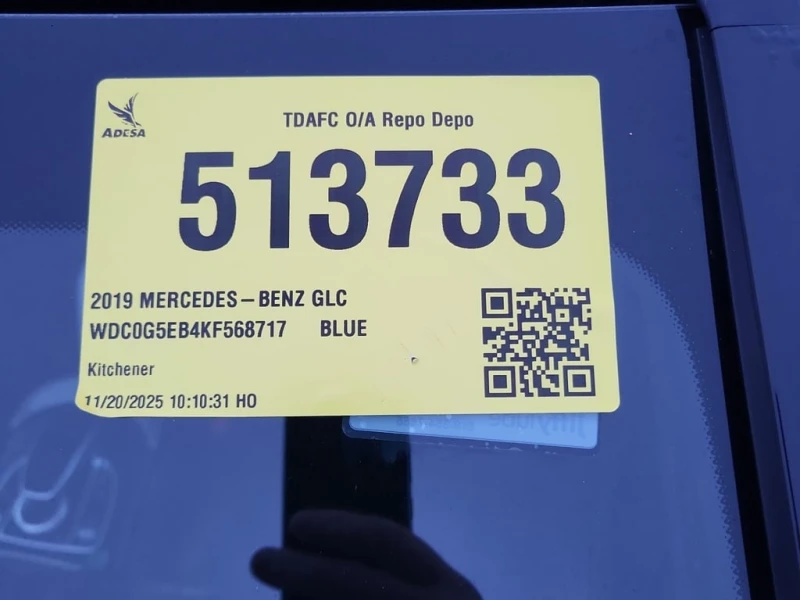 ADESA
TDAFC O/A Repo Depo
513733
2019 MERCEDES-BENZ GLC
WDC0G5EB4KF568717 BLUE
Kitchener
11/20/2025 10:10:31 HO